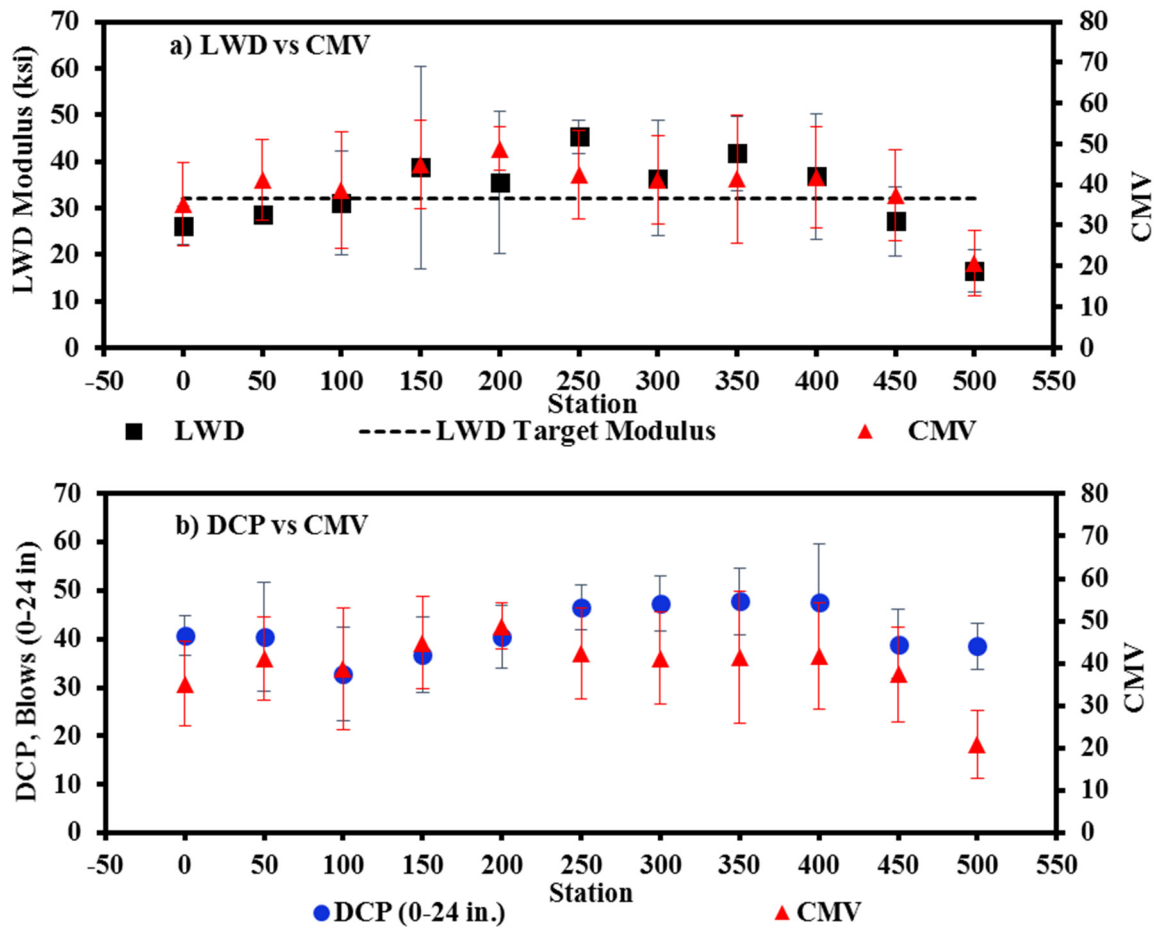 a) LWD vs CMV
LWD Modulus (ksi)
70
60
50
40
30
20
10
0
80
70
60
50
40
30
20
10
0
CMV
-50 0 50 100 150 200 250 300 350 400 450 500 550
Station
LWD LWD Target Modulus CMV
b) DCP vs CMV
DCP, Blows (0-24 in)
70
60
50
40
30
20
10
0
80
70
60
50
40
30
20
10
0
CMV
-50 0 50 100 150 200 250 300 350 400 450 500 550
Station
DCP (0-24 in.) CMV